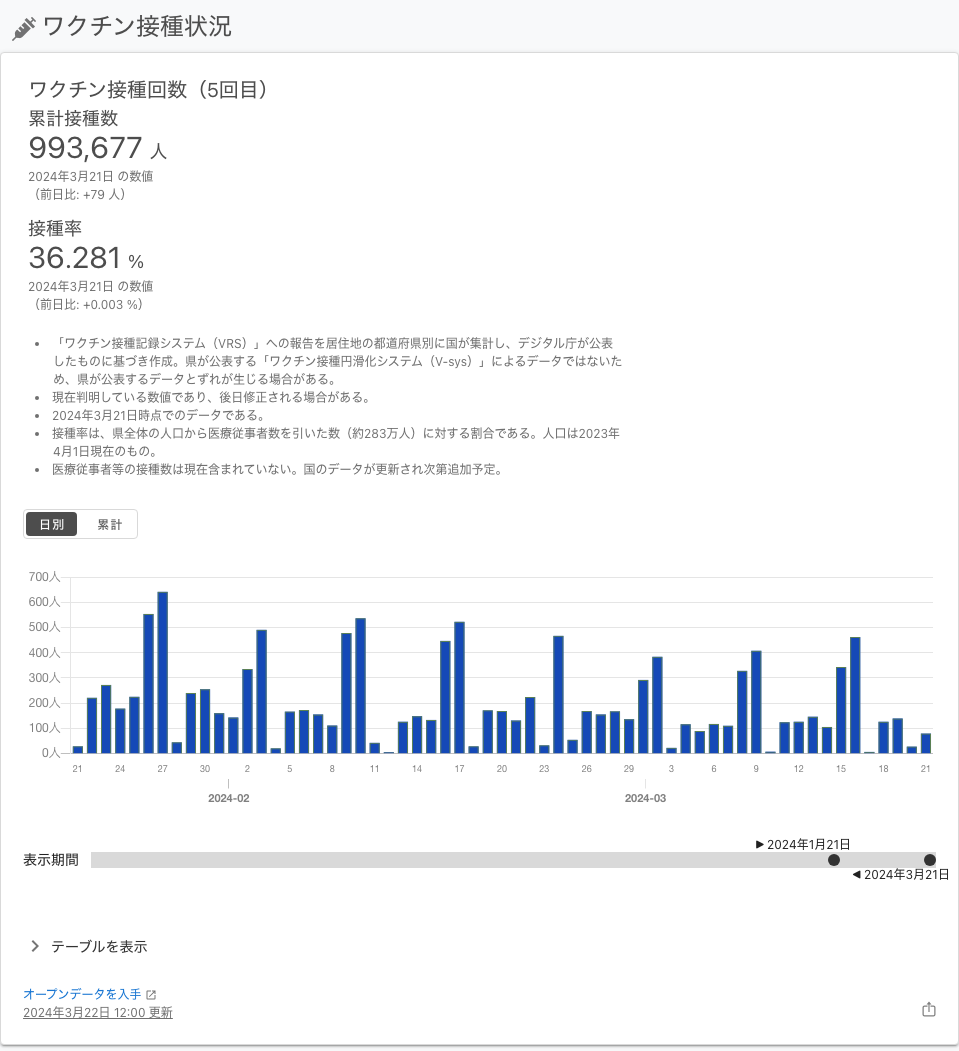 ワクチン接種状況
ワクチン接種回数（5回目）
累計接種数
993,677 人
2024年3月21日 の数値
（前日比: +79 人）
接種率
36.281 %
2024年3月21日 の数値
（前日比: +0.003 %）
• 「ワクチン接種記録システム（VRS）」への報告を居住地の都道府県別に国が集計し、デジタル庁が公表
したものに基づき作成。県が公表する「ワクチン接種円滑化システム（V-sys）」によるデータではないた
め、県が公表するデータとずれが生じる場合がある。
• 現在判明している数値であり、後日修正される場合がある。
• 2024年3月21日時点でのデータである。
• 接種率は、県全体の人口から医療従事者数を引いた数（約283万人）に対する割合である。人口は2023年
4月1日現在のもの。
• 医療従事者等の接種数は現在含まれていない。国のデータが更新され次第追加予定。
日別 累計
700人
600人
500人
400人
300人
200人
100人
0人
21 24 27 30 2 5 8 11 14 17 20 23 26 29 3 6 9 12 15 18 21
2024-02 2024-03
▶ 2024年1月21日
表示期間
◀ 2024年3月21日
テーブルを表示
オープンデータを入手
2024年3月22日 12:00 更新